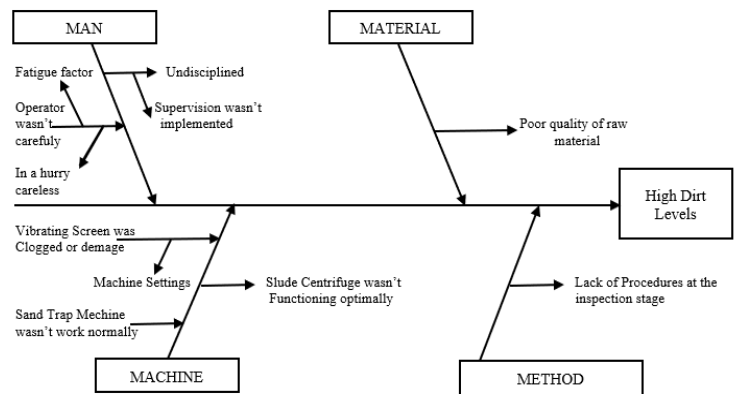 MAN
MATERIAL
Fatigue factor
Undisciplined
Operator
wasn't
carefuly
Supervision wasn't
implemented
In a hurry
careless
Poor quality of raw
material
High Dirt
Levels
Vibrating Screen was
Clogged or demage
Machine Settings
Slude Centrifuge wasn't
Functioning optimally
Sand Trap Mechine
wasn't work normally
Lack of Procedures at the
inspection stage
MACHINE
METHOD